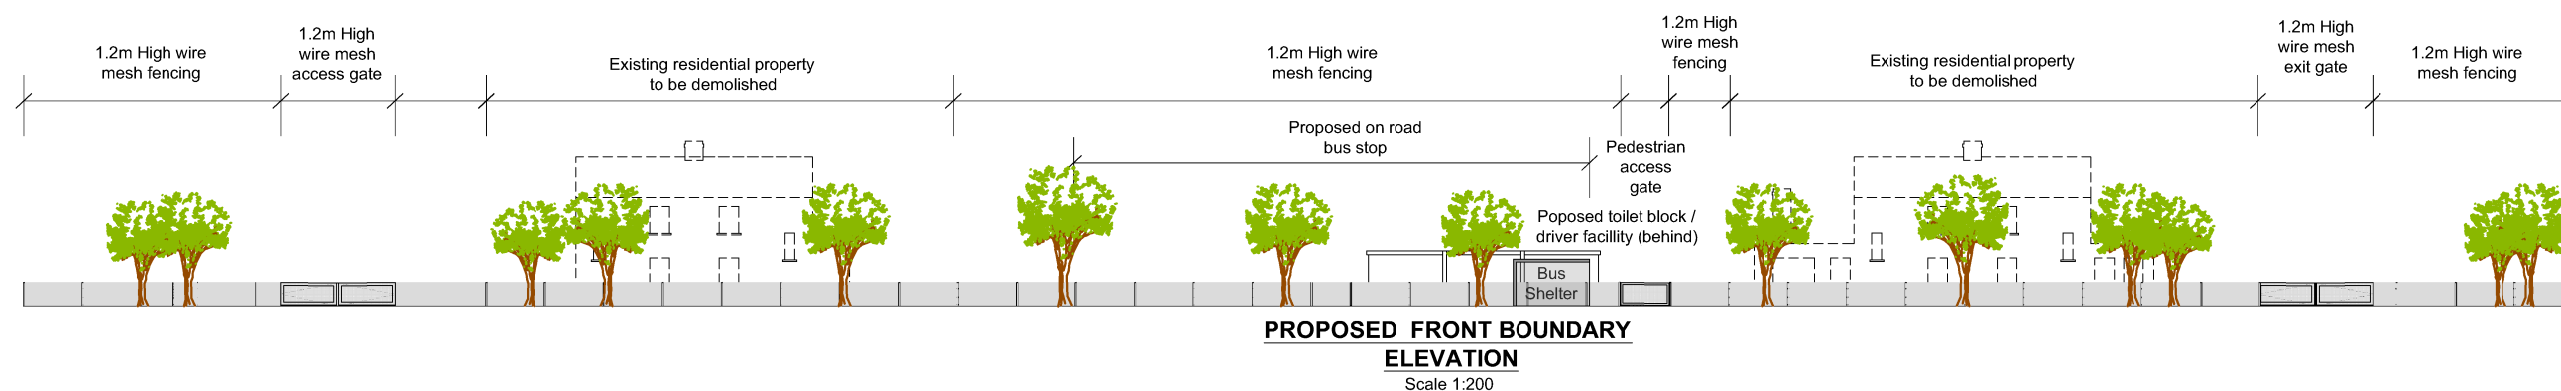 1.2m High wire
mesh fencing
1.2m High
wire mesh
access gate
Existing residential property
to be demolished
1.2m High wire
mesh fencing
1.2m High
wire mesh
fencing
Existing residential property
to be demolished
1.2m High
wire mesh
exit gate
1.2m High wire
mesh fencing
Proposed on road
bus stop
Pedestrian
access
gate
Poposed toilet block /
driver facillity (behind)
Bus
Shelter
PROPOSED FRONT BOUNDARY
ELEVATION
Scale 1:200